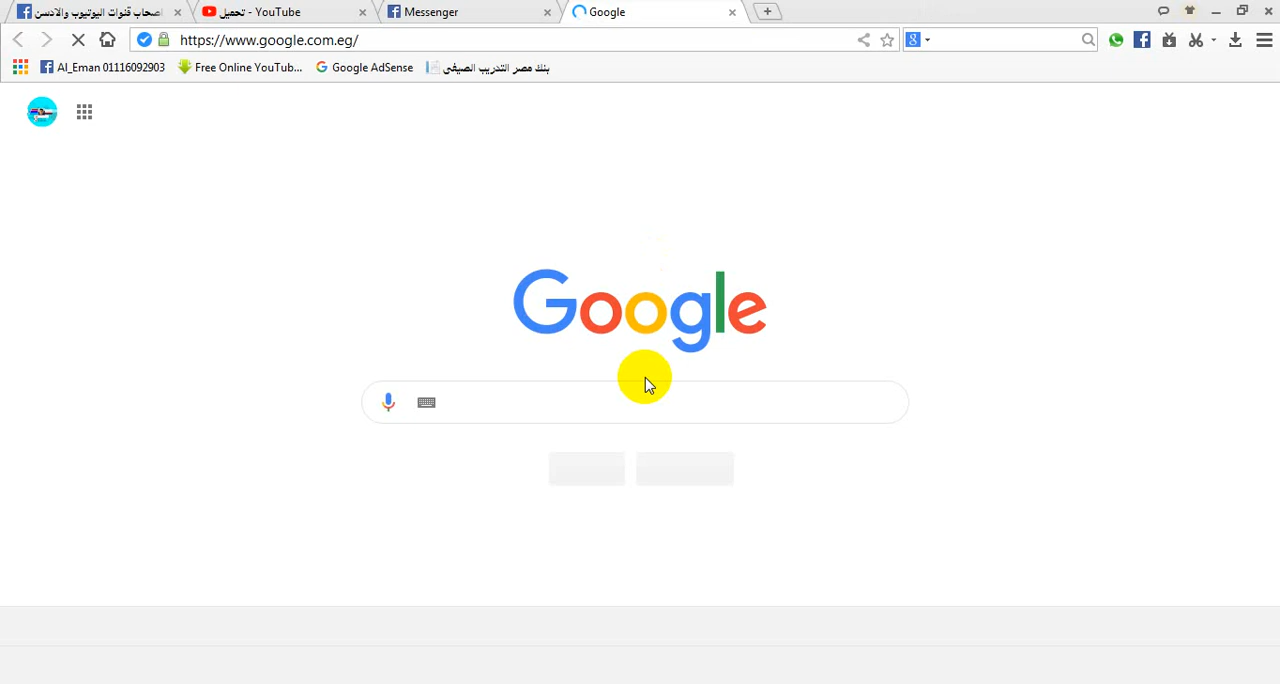 اصحاب قنوات اليوتيوب والادسن
تحميل - YouTube
Messenger
Google
https://www.google.com.eg/
Al_Eman 01116092903
Free Online YouTub...
Google AdSense
بنك مصر التدريب الصيفى
Google